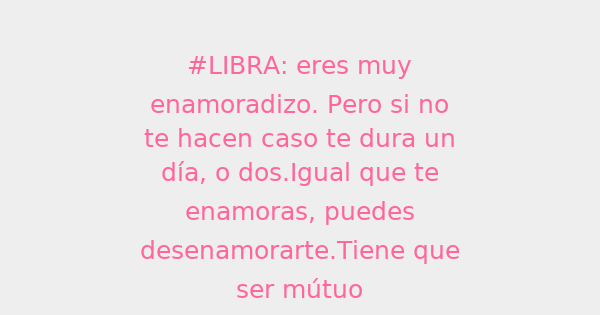 #LIBRA: eres muy
enamoradizo. Pero si no
te hacen caso te dura un
día, o dos.Igual que te
enamoras, puedes
desenamorarte.Tiene que
ser mútuo